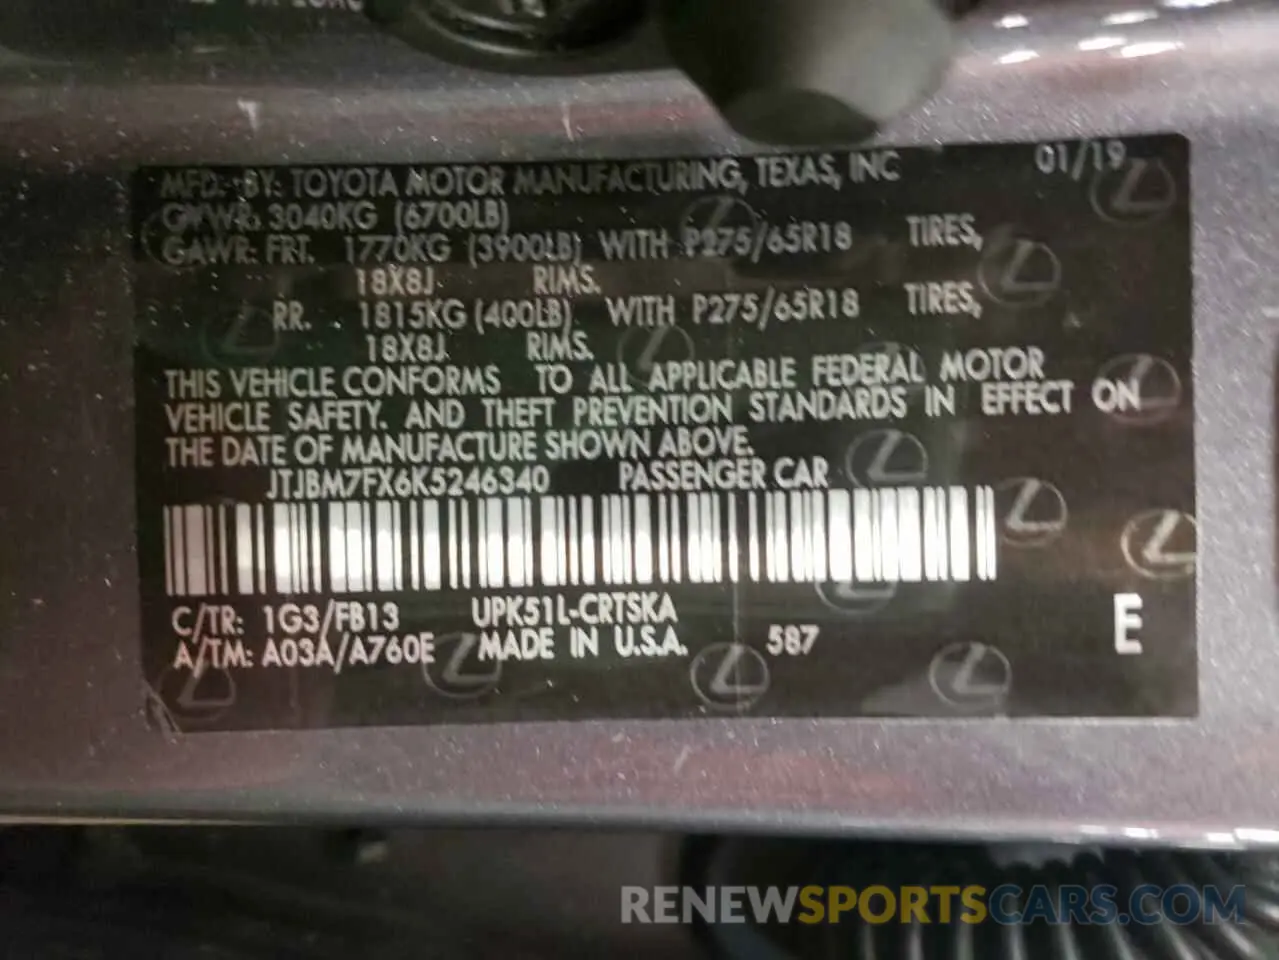 MFD. BY: TOYOTA MOTOR MANUFACTURING, TEXAS, INC 01/19
GWWR: 3040KG (6700LB)
GAWR: FRT. 1770KG (3900LB) WITH P275/65R18 TIRES,
18X8J RIMS.
RR. 1815KG (400LB) WITH P275/65R18 TIRES,
18X8J RIMS.
THIS VEHICLE CONFORMS TO ALL APPLICABLE FEDERAL MOTOR
VEHICLE SAFETY. AND THEFT PREVENTION STANDARDS IN EFFECT ON
THE DATE OF MANUFACTURE SHOWN ABOVE.
JTJBM7FX6K5246340 PASSENGER CAR
C/TR: 1G3/FB13 UPK51L-CRTSKA
A/TM: A03A/A760E MADE IN U.S.A. 587 E
RENEWSPORTSCARS.COM